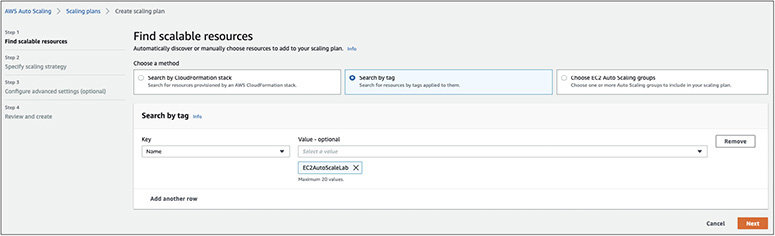 AWS Auto Scaling > Scaling plans > Create scaling plan
Step 1
Find scalable resources
Step 2
Specify scaling strategy
Step 3
Configure advanced settings (optional)
Step 4
Review and create
Find scalable resources
Automatically discover or manually choose resources to add to your scaling plan. Info
Choose a method
Search by CloudFormation stack
Search for resources provisioned by an AWS CloudFormation stack.
Search by tag
Search for resources by tags applied to them.
Choose EC2 Auto Scaling groups
Choose one or more Auto Scaling groups to include in your scaling plan.
Search by tag Info
Key
Name
Value - optional
Select a value
EC2AutoScaleLab X
Maximum 20 values.
Remove
Add another row
Cancel
Next